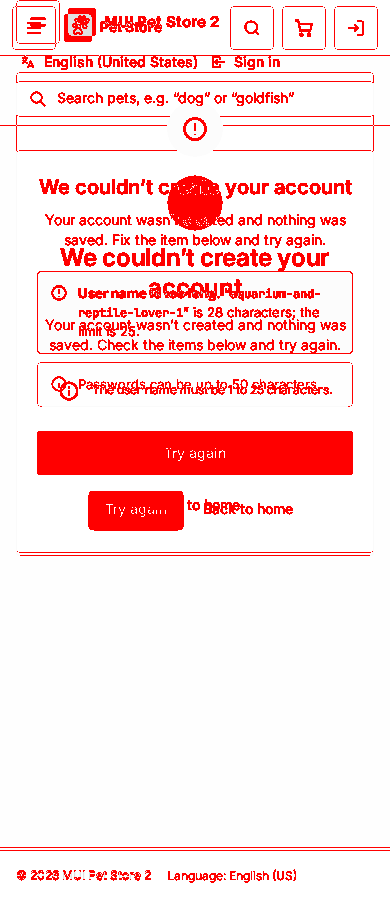 MUI Pet Store 2
Pet Store
English (United States) Sign in
Search pets, e.g. “dog” or “goldfish”
We couldn’t create your account
Your account wasn’t created and nothing was
saved. Fix the item below and try again.
We couldn’t create your
account
User name is too long. “aquarium-and-
reptile-lover-1” is 28 characters; the
limit is 25.
Your account wasn’t created and nothing was
saved. Check the items below and try again.
Passwords can be up to 50 characters.
The user name must be 1 to 25 characters.
Try again
Try again
to home
Back to home
© 2026 MUI Pet Store 2 Language: English (US)